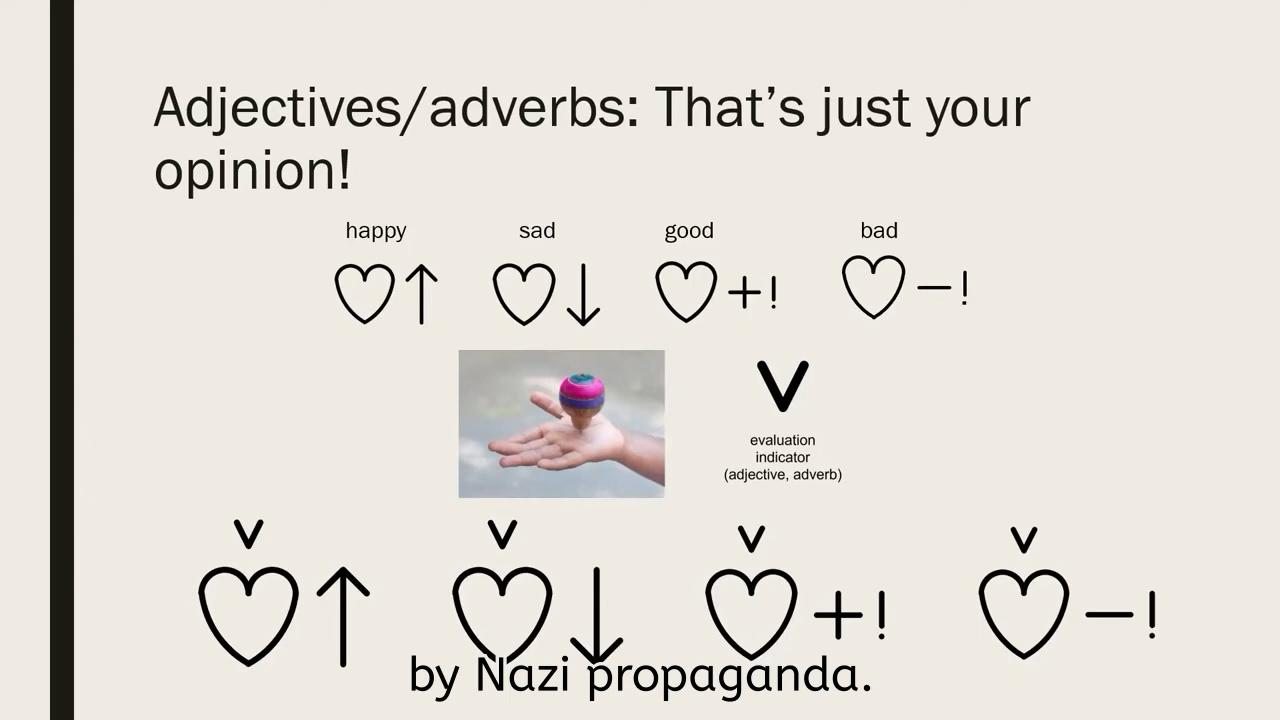 Adjectives/adverbs: That’s just your
opinion!
happy sad good bad
evaluation
indicator
(adjective, adverb)
by Nazi propaganda.